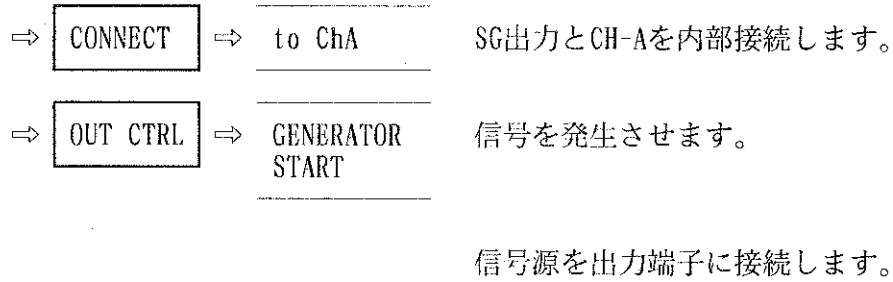 ⇨ CONNECT ⇨ to ChA SG出力とCH-Aを内部接続します。
⇨ OUT CTRL ⇨ GENERATOR 信号を発生させます。
START
信号源を出力端子に接続します。